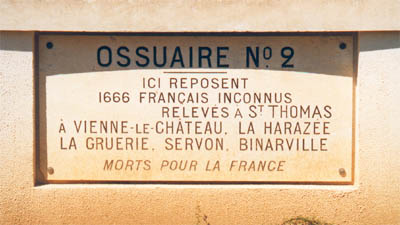 OSSUAIRE Nº 2
ICI REPOSENT
1666 FRANÇAIS INCONNUS
RELEVÉS A ST THOMAS
À VIENNE-LE-CHÂTEAU, LA HARAZÉE
LA GRUERIE, SERVON, BINARVILLE
MORTS POUR LA FRANCE